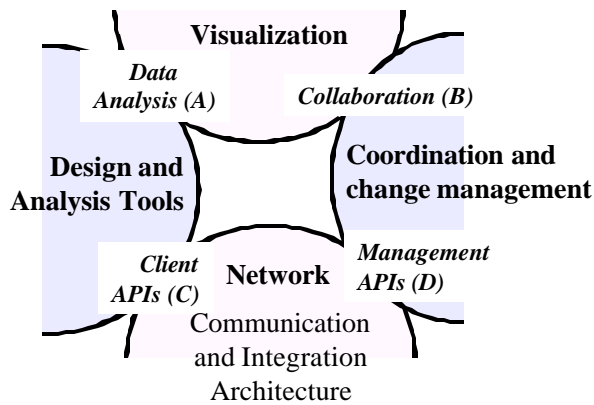 Visualization
Data
Analysis (A)
Collaboration (B)
Design and
Analysis Tools
Coordination and
change management
Client
APIs (C)
Network
Management
APIs (D)
Communication
and Integration
Architecture